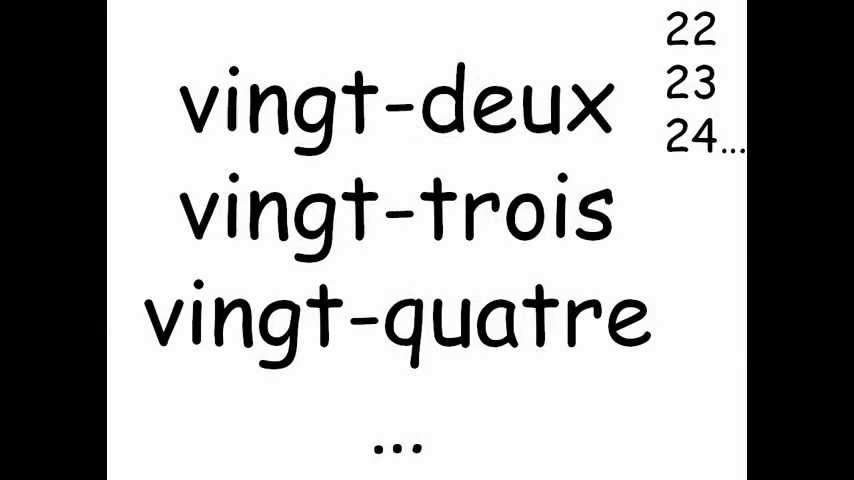 vingt-deux
vingt-trois
vingt-quatre
...
22
23
24...